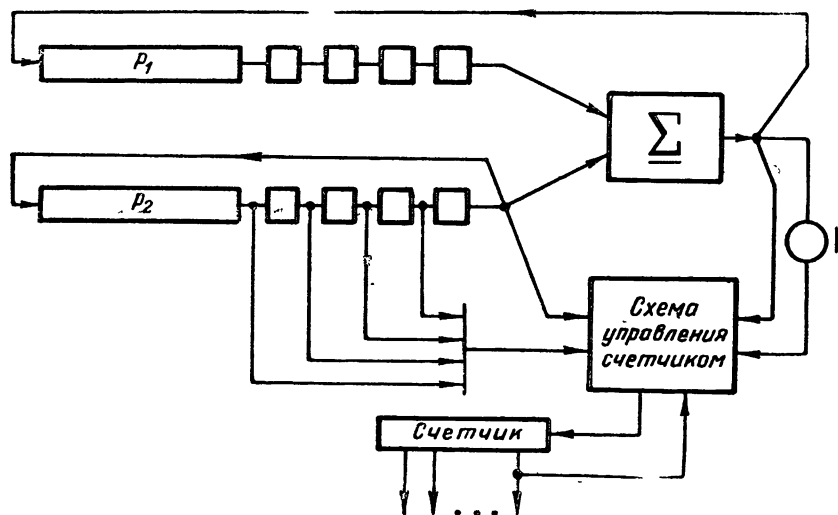 P₁
Σ
P₂
Схема
управления
счетчиком
Счетчик
...